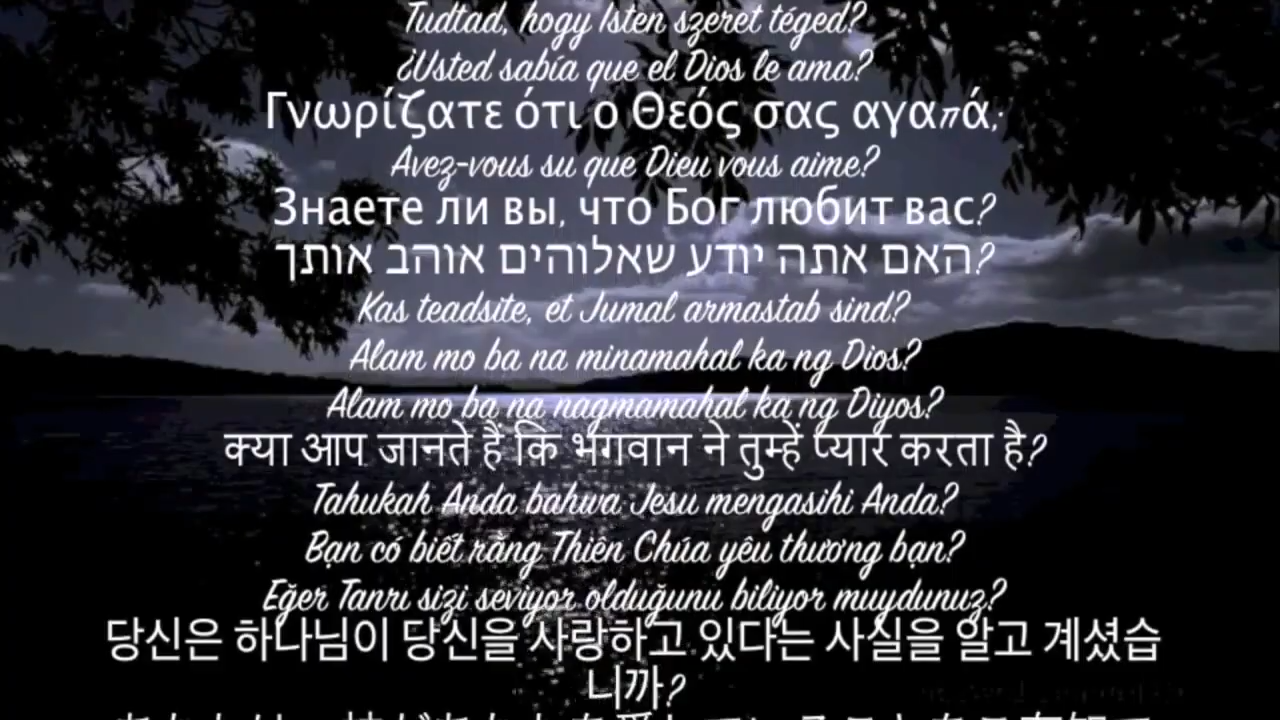 Tudtad, hogy Isten szeret téged?
¿Usted sabía que el Dios le ama?
Γνωρίζατε ότι ο Θεός σας αγαπά;
Avez-vous su que Dieu vous aime?
Знаете ли вы, что Бог любит вас?
האם אתה יודע שאלוהים אוהב אותך?
Kas teadsite, et Jumal armastab sind?
Alam mo ba na minamahal ka ng Dios?
Alam mo ba na nagmamahal ka ng Diyos?
क्या आप जानते हैं कि भगवान ने तुम्हें प्यार करता है?
Tahukah Anda bahwa Jesu mengasihi Anda?
Bạn có biết rằng Thiên Chúa yêu thương bạn?
Eğer Tanrı sizi seviyor olduğunu biliyor muydunuz?
당신은 하나님이 당신을 사랑하고 있다는 사실을 알고 계셨습
니까?